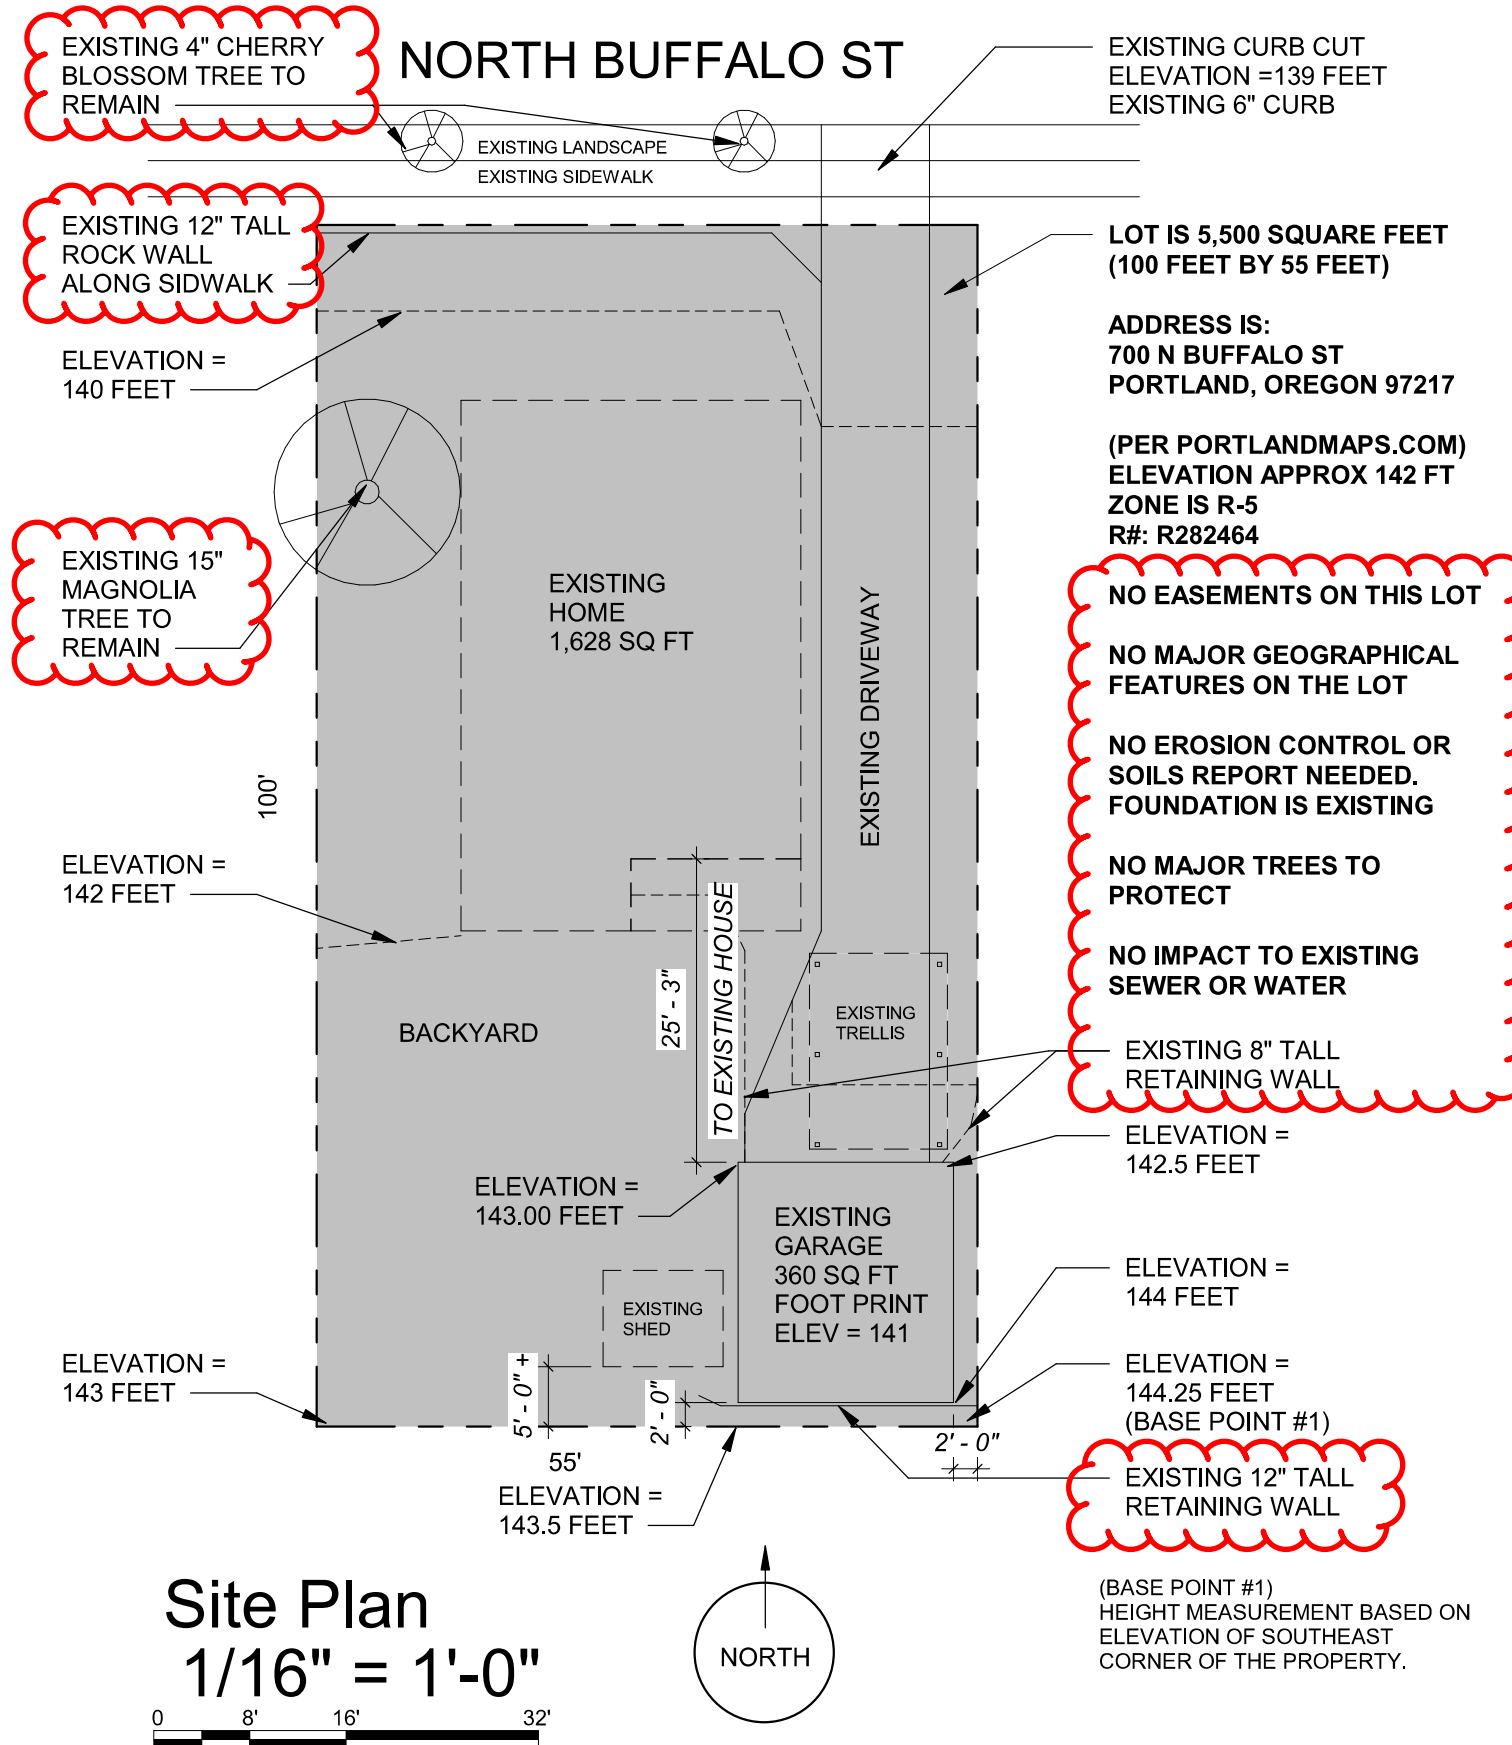 EXISTING 4" CHERRY
BLOSSOM TREE TO
REMAIN
NORTH BUFFALO ST
EXISTING CURB CUT
ELEVATION =139 FEET
EXISTING 6" CURB
EXISTING LANDSCAPE
EXISTING SIDEWALK
EXISTING 12" TALL
ROCK WALL
ALONG SIDWALK
LOT IS 5,500 SQUARE FEET
(100 FEET BY 55 FEET)
ADDRESS IS:
700 N BUFFALO ST
PORTLAND, OREGON 97217
(PER PORTLANDMAPS.COM)
ELEVATION APPROX 142 FT
ZONE IS R-5
R#: R282464
ELEVATION =
140 FEET
EXISTING 15"
MAGNOLIA
TREE TO
REMAIN
EXISTING
HOME
1,628 SQ FT
EXISTING DRIVEWAY
NO EASEMENTS ON THIS LOT
NO MAJOR GEOGRAPHICAL
FEATURES ON THE LOT
NO EROSION CONTROL OR
SOILS REPORT NEEDED.
FOUNDATION IS EXISTING
NO MAJOR TREES TO
PROTECT
NO IMPACT TO EXISTING
SEWER OR WATER
EXISTING 8" TALL
RETAINING WALL
100'
ELEVATION =
142 FEET
BACKYARD
25' - 3"
TO EXISTING HOUSE
EXISTING
TRELLIS
ELEVATION =
142.5 FEET
ELEVATION =
143.00 FEET
EXISTING
GARAGE
360 SQ FT
FOOT PRINT
ELEV = 141
EXISTING
SHED
ELEVATION =
144 FEET
ELEVATION =
143 FEET
5' - 0" +
2' - 0"
ELEVATION =
144.25 FEET
(BASE POINT #1)
2' - 0"
55'
ELEVATION =
143.5 FEET
EXISTING 12" TALL
RETAINING WALL
(BASE POINT #1)
HEIGHT MEASUREMENT BASED ON
ELEVATION OF SOUTHEAST
CORNER OF THE PROPERTY.
NORTH
Site Plan
1/16" = 1'-0"
0 8' 16' 32'